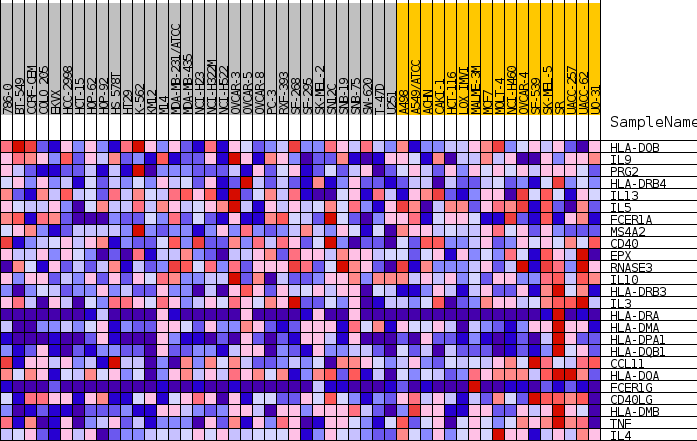 786-0
BT-549
CCRF-CEM
COLO 205
EKVX
HCC-2998
HCT-15
HOP-62
HOP-92
HS 578T
HT29
K-562
KM12
M14
MDA-MB-231/ATCC
MDA-MB-435
NCI-H23
NCI-H322M
NCI-H522
OVCAR-3
OVCAR-5
OVCAR-8
PC-3
RXF-393
SF-268
SF-295
SK-MEL-2
SN12C
SNB-19
SNB-75
SW-620
T-47D
U251
A498
A549/ATCC
ACHN
CAKI-1
HCT-116
LOX IMVI
MALME-3M
MCF7
MOLT-4
NCI-H460
OVCAR-4
SF-539
SK-MEL-5
SR
UACC-257
UACC-62
UO-31
SampleName
HLA-DOB
IL9
PRG2
HLA-DRB4
IL13
IL5
FCER1A
MS4A2
CD40
EPX
RNASE3
IL10
HLA-DRB3
IL3
HLA-DRA
HLA-DMA
HLA-DPA1
HLA-DQB1
CCL11
HLA-DOA
FCER1G
CD40LG
HLA-DMB
TNF
IL4